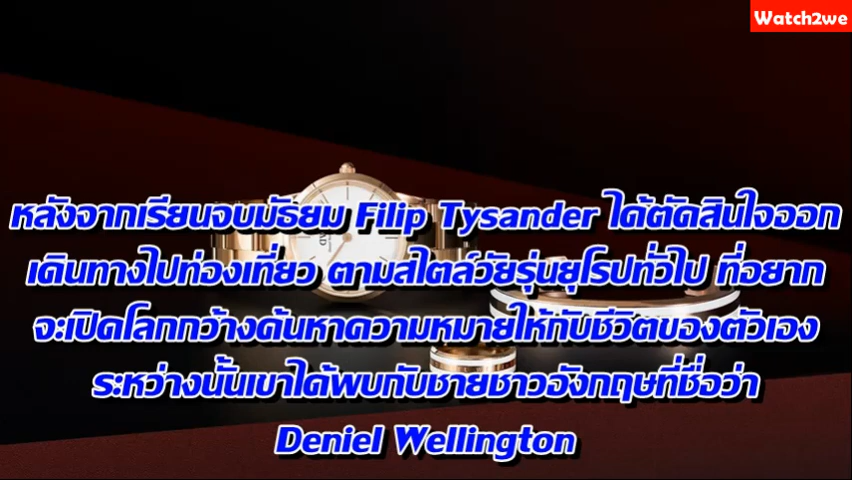 Watch2we
หลังจากเรียนจบมัธยม Filip Tysander ได้ตัดสินใจออก
เดินทางไปท่องเที่ยว ตามสไตล์วัยรุ่นยุโรปทั่วไป ที่อยาก
จะเปิดโลกกว้างค้นหาความหมายให้กับชีวิตของตัวเอง
ระหว่างนั้นเขาได้พบกับชายชาวอังกฤษที่ชื่อว่า
Deniel Wellington